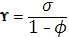 ϒ = σ / (1 − ϕ)